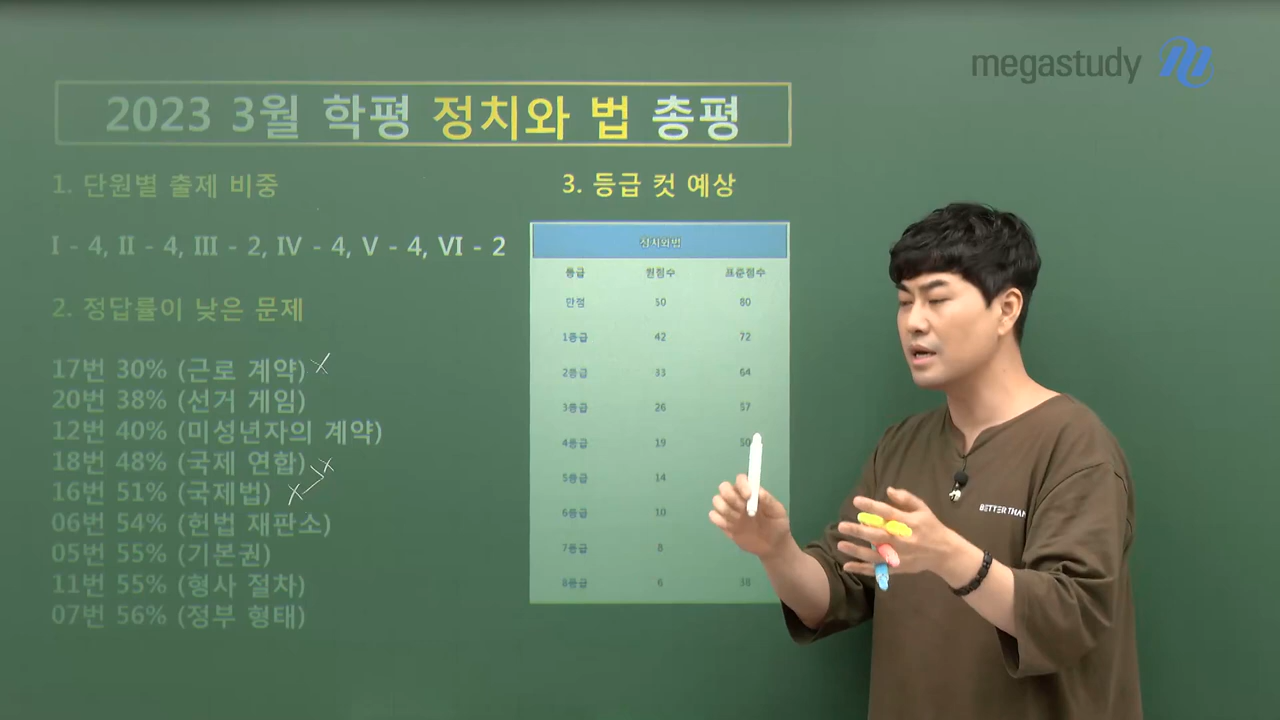 megastudy
2023 3월 학평 정치와 법 총평
1. 단원별 출제 비중
I - 4, II - 4, III - 2, IV - 4, V - 4, VI - 2
2. 정답률이 낮은 문제
17번 30% (근로 계약)
20번 38% (선거 게임)
12번 40% (미성년자의 계약)
18번 48% (국제 연합)
16번 51% (국제법)
06번 54% (헌법 재판소)
05번 55% (기본권)
11번 55% (형사 절차)
07번 56% (정부 형태)
3. 등급 컷 예상
정치와법
등급 원점수 표준점수
만점 50 80
1등급 42 72
2등급 33 64
3등급 26 57
4등급 19 50
5등급 14
6등급 10
7등급 8
8등급 6 38
BETTER THAN